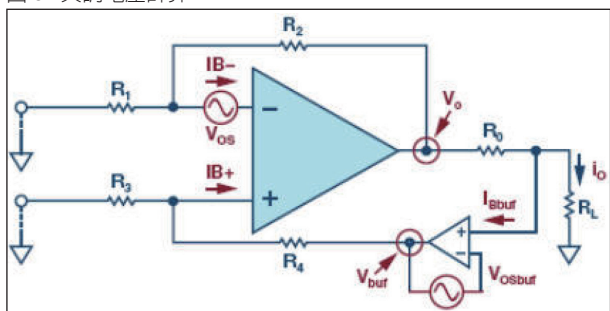 R2
IB−
R1
VOS
−
Vo
R0
IB+
+
R3
io
IBbuf
RL
+
−
R4
Vbuf
VOSbuf